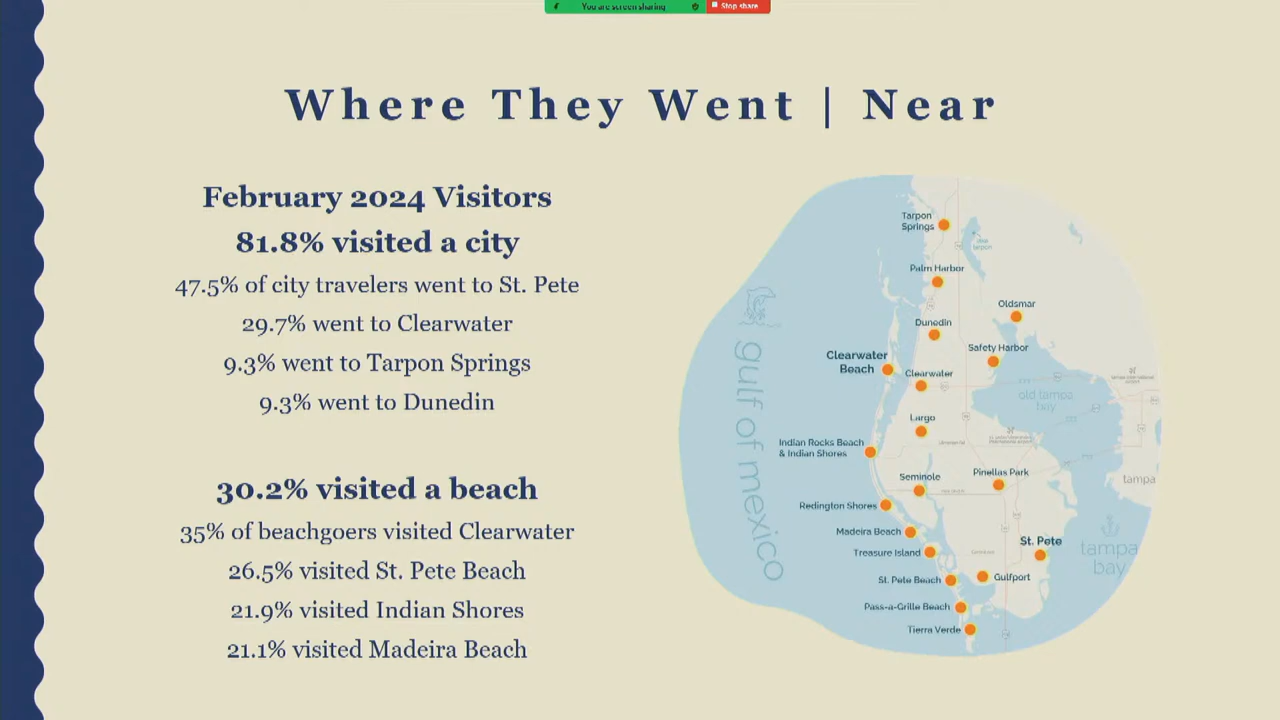 You are screen sharing
Stop share
Where They Went | Near
February 2024 Visitors
81.8% visited a city
47.5% of city travelers went to St. Pete
29.7% went to Clearwater
9.3% went to Tarpon Springs
9.3% went to Dunedin
30.2% visited a beach
35% of beachgoers visited Clearwater
26.5% visited St. Pete Beach
21.9% visited Indian Shores
21.1% visited Madeira Beach
Tarpon
Springs
Palm Harbor
Oldsmar
Dunedin
Safety Harbor
Clearwater
Beach
Clearwater
old tampa
bay
Largo
Indian Rocks Beach
& Indian Shores
Seminole
Pinellas Park
tampa
Redington Shores
Madeira Beach
Treasure Island
St. Pete
St. Pete Beach
Gulfport
tampa
bay
Pass-a-Grille Beach
Tierra Verde
gulf of mexico